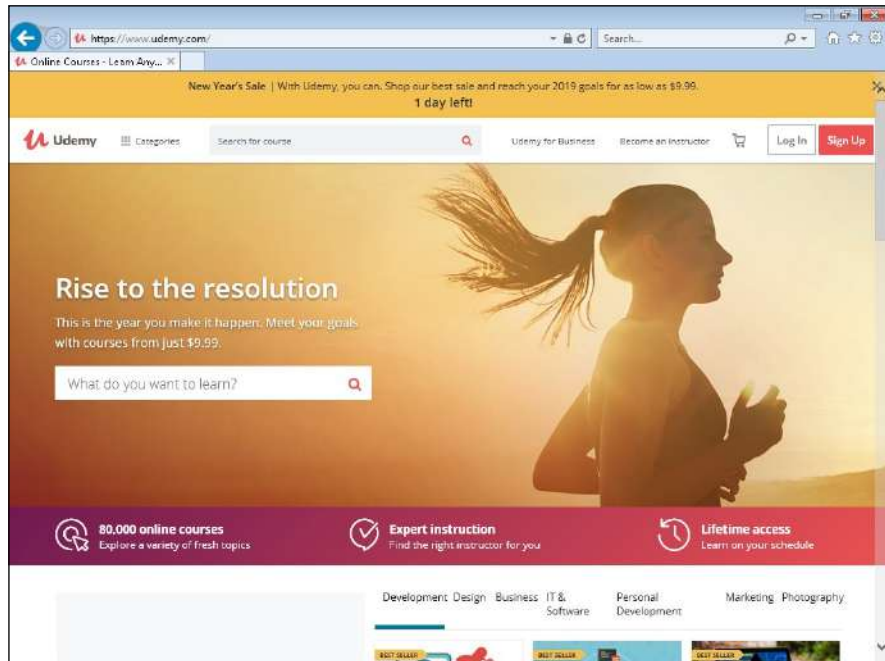 https://www.udemy.com/
Search...
Online Courses - Learn Any...
New Year's Sale | With Udemy, you can. Shop our best sale and reach your 2019 goals for as low as $9.99.
1 day left!
Udemy
Categories
Search for course
Udemy for Business
Become an Instructor
Log In
Sign Up
Rise to the resolution
This is the year you make it happen. Meet your goals
with courses from just $9.99.
What do you want to learn?
80,000 online courses
Explore a variety of fresh topics
Expert instruction
Find the right instructor for you
Lifetime access
Learn on your schedule
Development
Design
Business
IT &
Software
Personal
Development
Marketing
Photography
BEST SELLER
BEST SELLER
BEST SELLER